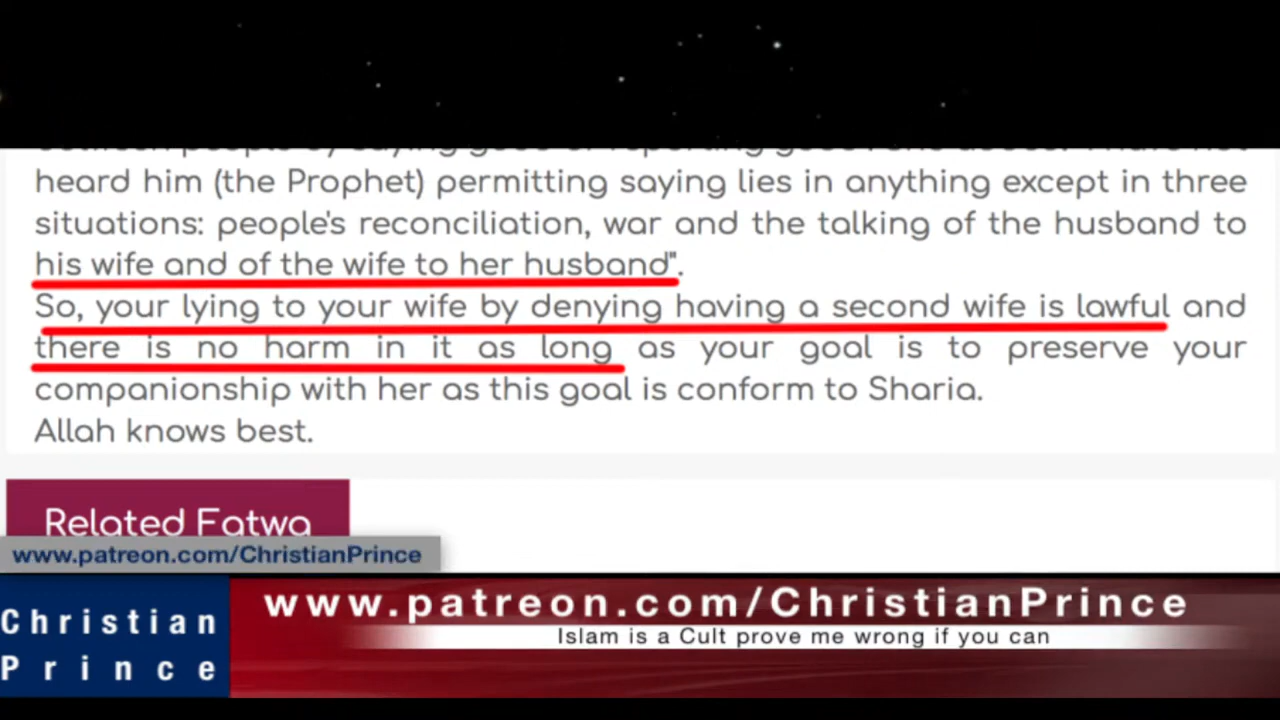 heard him (the Prophet) permitting saying lies in anything except in three
situations: people's reconciliation, war and the talking of the husband to
his wife and of the wife to her husband".
So, your lying to your wife by denying having a second wife is lawful and
there is no harm in it as long as your goal is to preserve your
companionship with her as this goal is conform to Sharia.
Allah knows best.
Related Fatwa
www.patreon.com/ChristianPrince
Christian
Prince
www.patreon.com/ChristianPrince
Islam is a Cult prove me wrong if you can